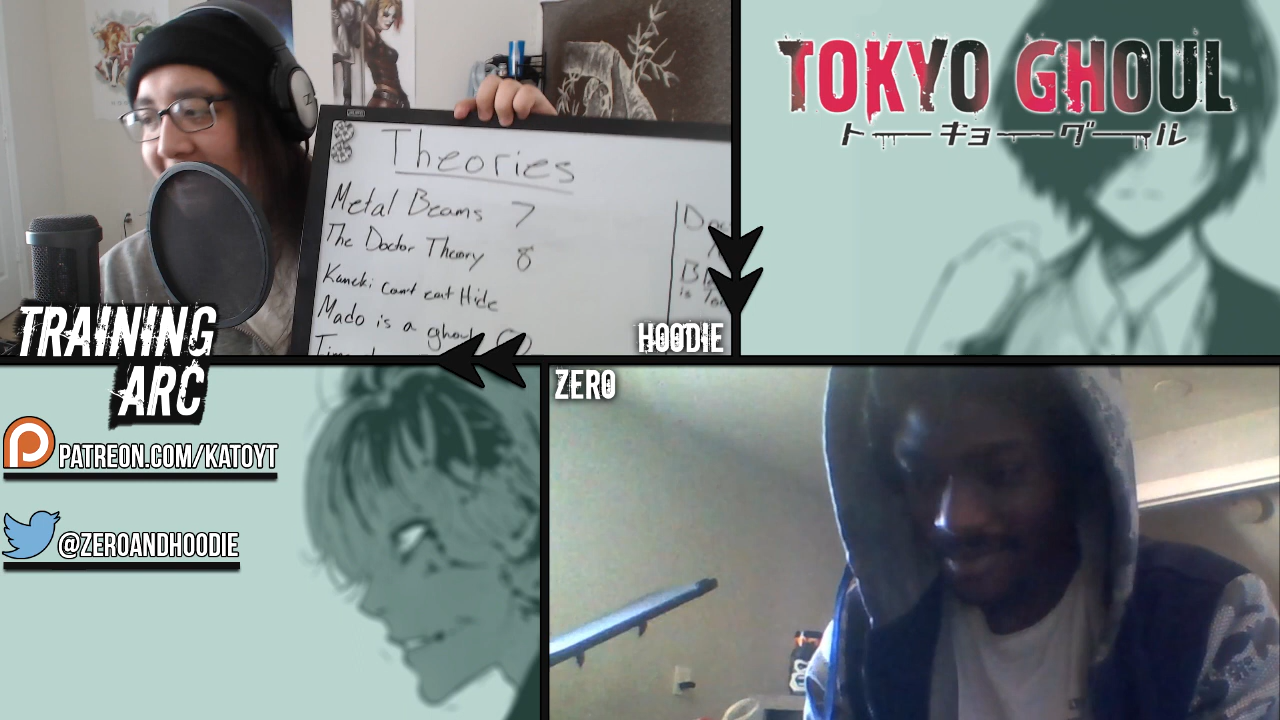 Theories
Metal Beams 7
The Doctor Theory 8
Kaneki can't eat Hide
Mado is a ghoul
HOODIE
TOKYO GHOUL
トーキョーグール
TRAINING
ARC
PATREON.COM/KATOYT
@ZEROANDHOODIE
ZERO